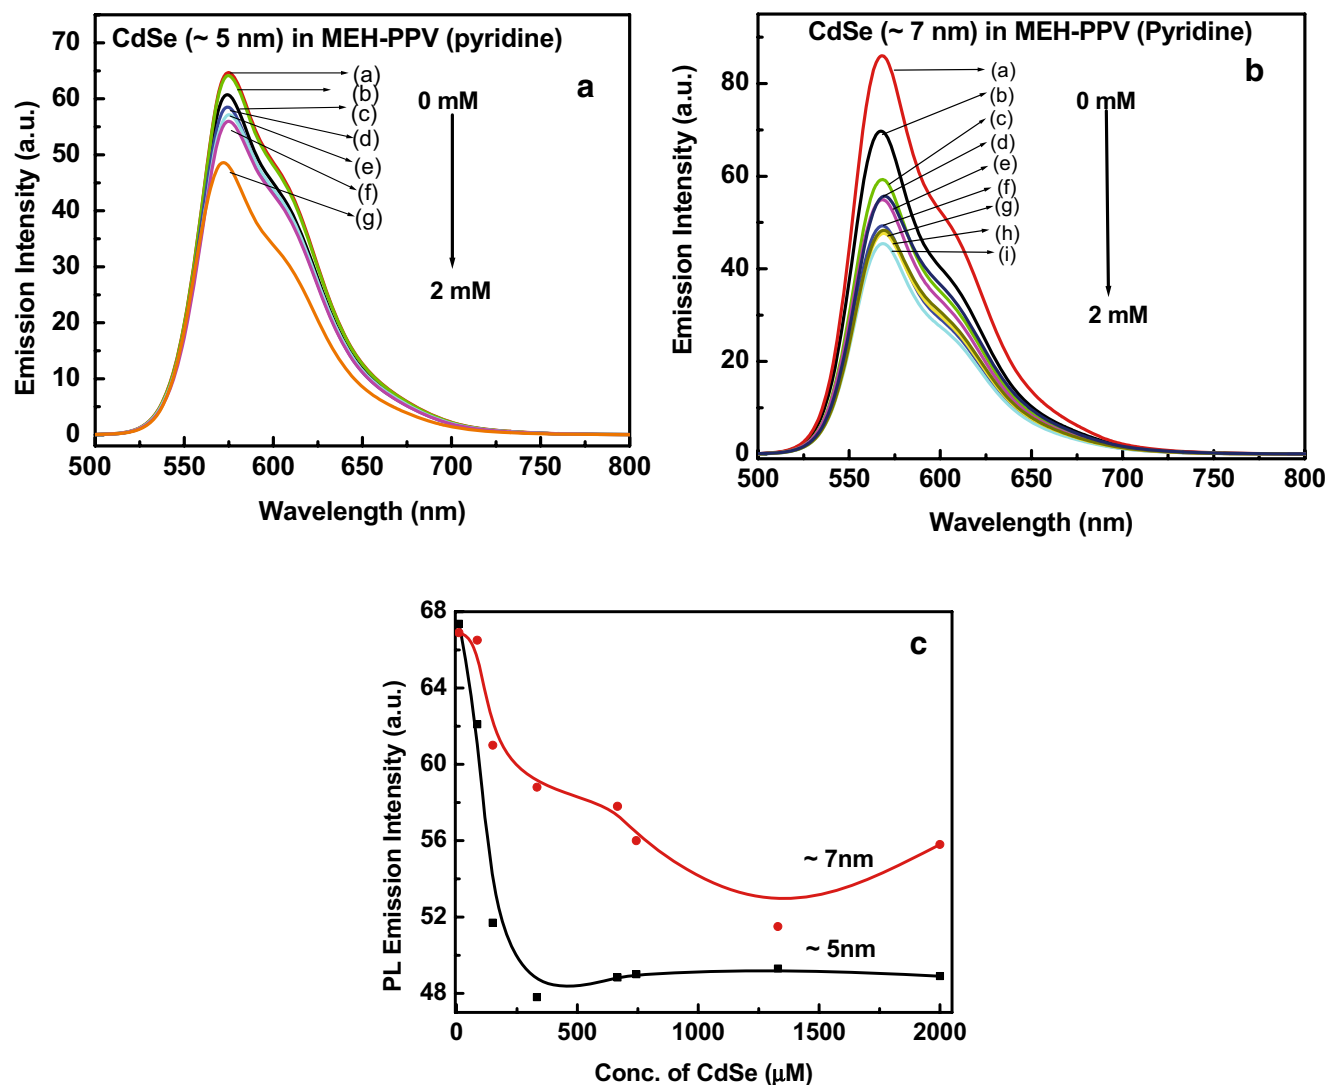 CdSe (~ 5 nm) in MEH-PPV (pyridine)
a
70
60
50
40
30
20
10
0
Emission Intensity (a.u.)
(a)
(b)
(c)
(d)
(e)
(f)
(g)
0 mM
2 mM
500 550 600 650 700 750 800
Wavelength (nm)
CdSe (~ 7 nm) in MEH-PPV (Pyridine)
b
80
60
40
20
0
Emission Intensity (a.u.)
(a)
(b)
(c)
(d)
(e)
(f)
(g)
(h)
(i)
0 mM
2 mM
500 550 600 650 700 750 800
Wavelength (nm)
c
68
64
60
56
52
48
PL Emission Intensity (a.u.)
~ 7nm
~ 5nm
0 500 1000 1500 2000
Conc. of CdSe (μM)